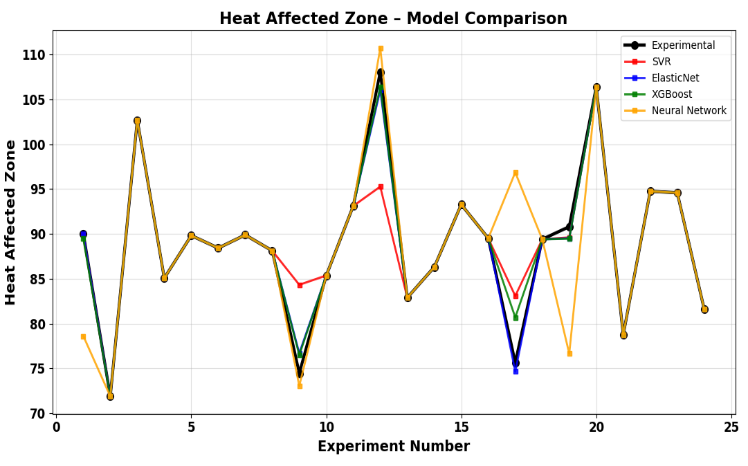 Heat Affected Zone – Model Comparison
Experimental
SVR
ElasticNet
XGBoost
Neural Network
Heat Affected Zone
110
105
100
95
90
85
80
75
70
0
5
10
15
20
25
Experiment Number